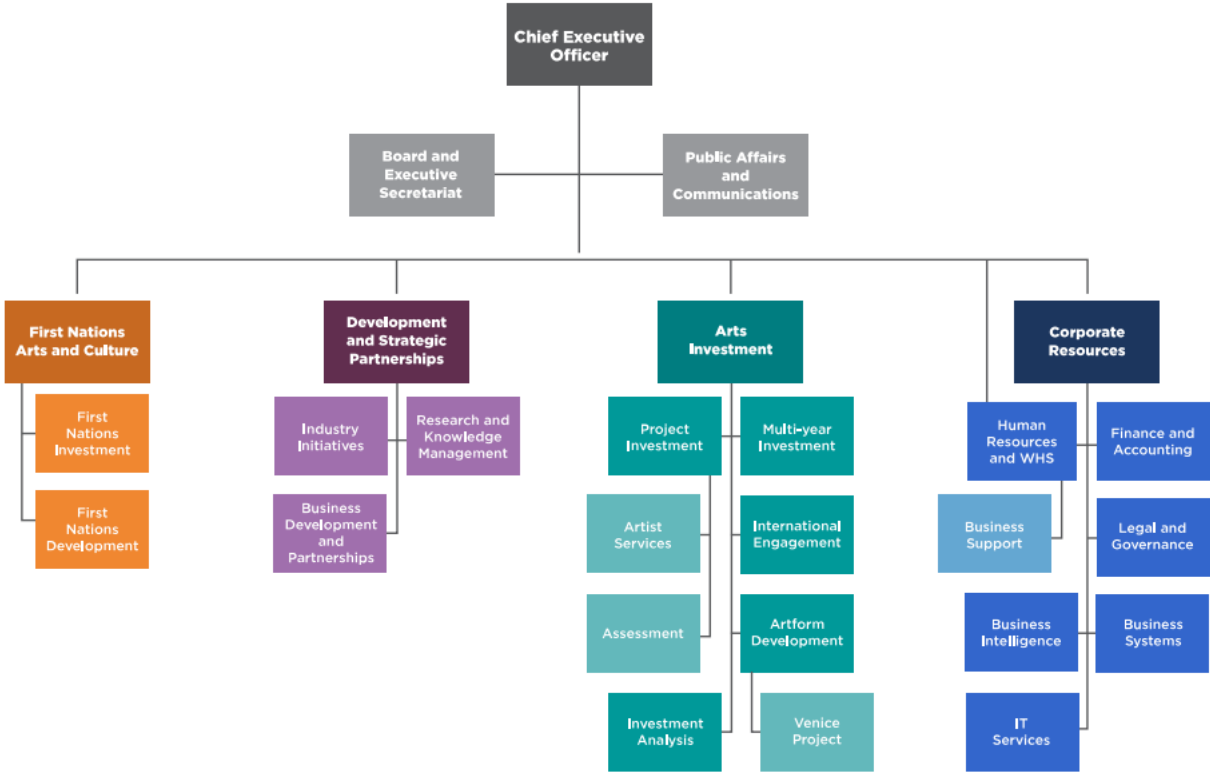 Chief Executive
Officer
Board and
Executive
Secretariat
Public Affairs
and
Communications
First Nations
Arts and Culture
Development
and Strategic
Partnerships
Arts
Investment
Corporate
Resources
First
Nations
Investment
First
Nations
Development
Industry
Initiatives
Research and
Knowledge
Management
Business
Development
and
Partnerships
Project
Investment
Multi-year
Investment
Artist
Services
International
Engagement
Assessment
Artform
Development
Investment
Analysis
Venice
Project
Human
Resources
and WHS
Finance and
Accounting
Business
Support
Legal and
Governance
Business
Intelligence
Business
Systems
IT
Services